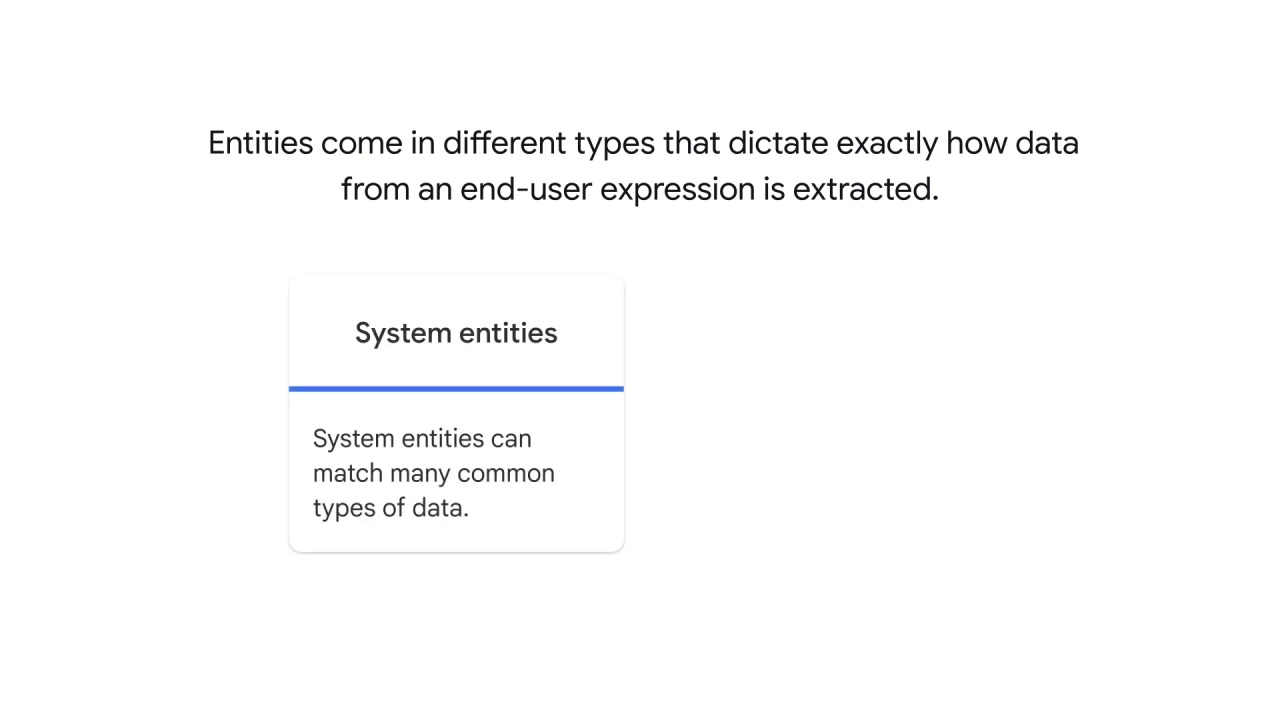 Entities come in different types that dictate exactly how data
from an end-user expression is extracted.
System entities
System entities can
match many common
types of data.